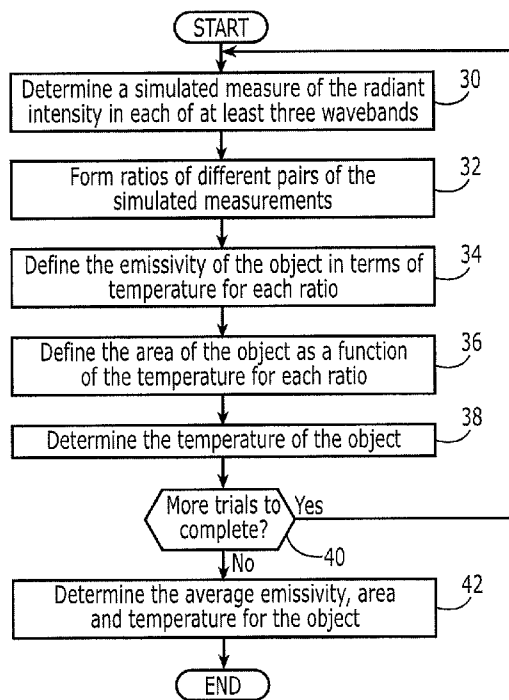 START
Determine a simulated measure of the radiant
intensity in each of at least three wavebands
30
Form ratios of different pairs of the
simulated measurements
32
Define the emissivity of the object in terms of
temperature for each ratio
34
Define the area of the object as a function
of the temperature for each ratio
36
Determine the temperature of the object
38
More trials to
complete?
Yes
40
No
Determine the average emissivity, area
and temperature for the object
42
END